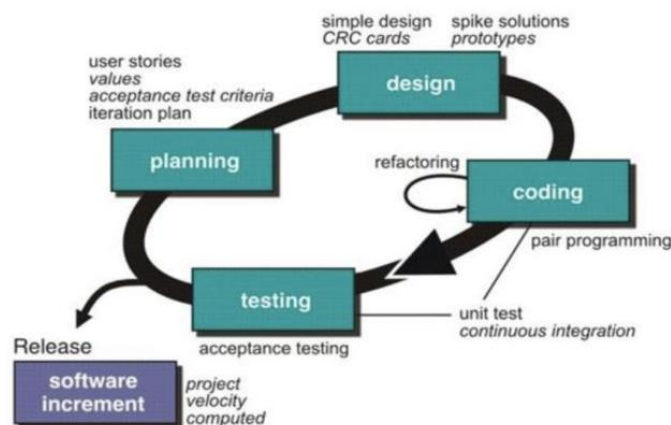 simple design
CRC cards
spike solutions
prototypes
design
user stories
values
acceptance test criteria
iteration plan
planning
refactoring
coding
pair programming
testing
unit test
continuous integration
acceptance testing
Release
software
increment
project
velocity
computed